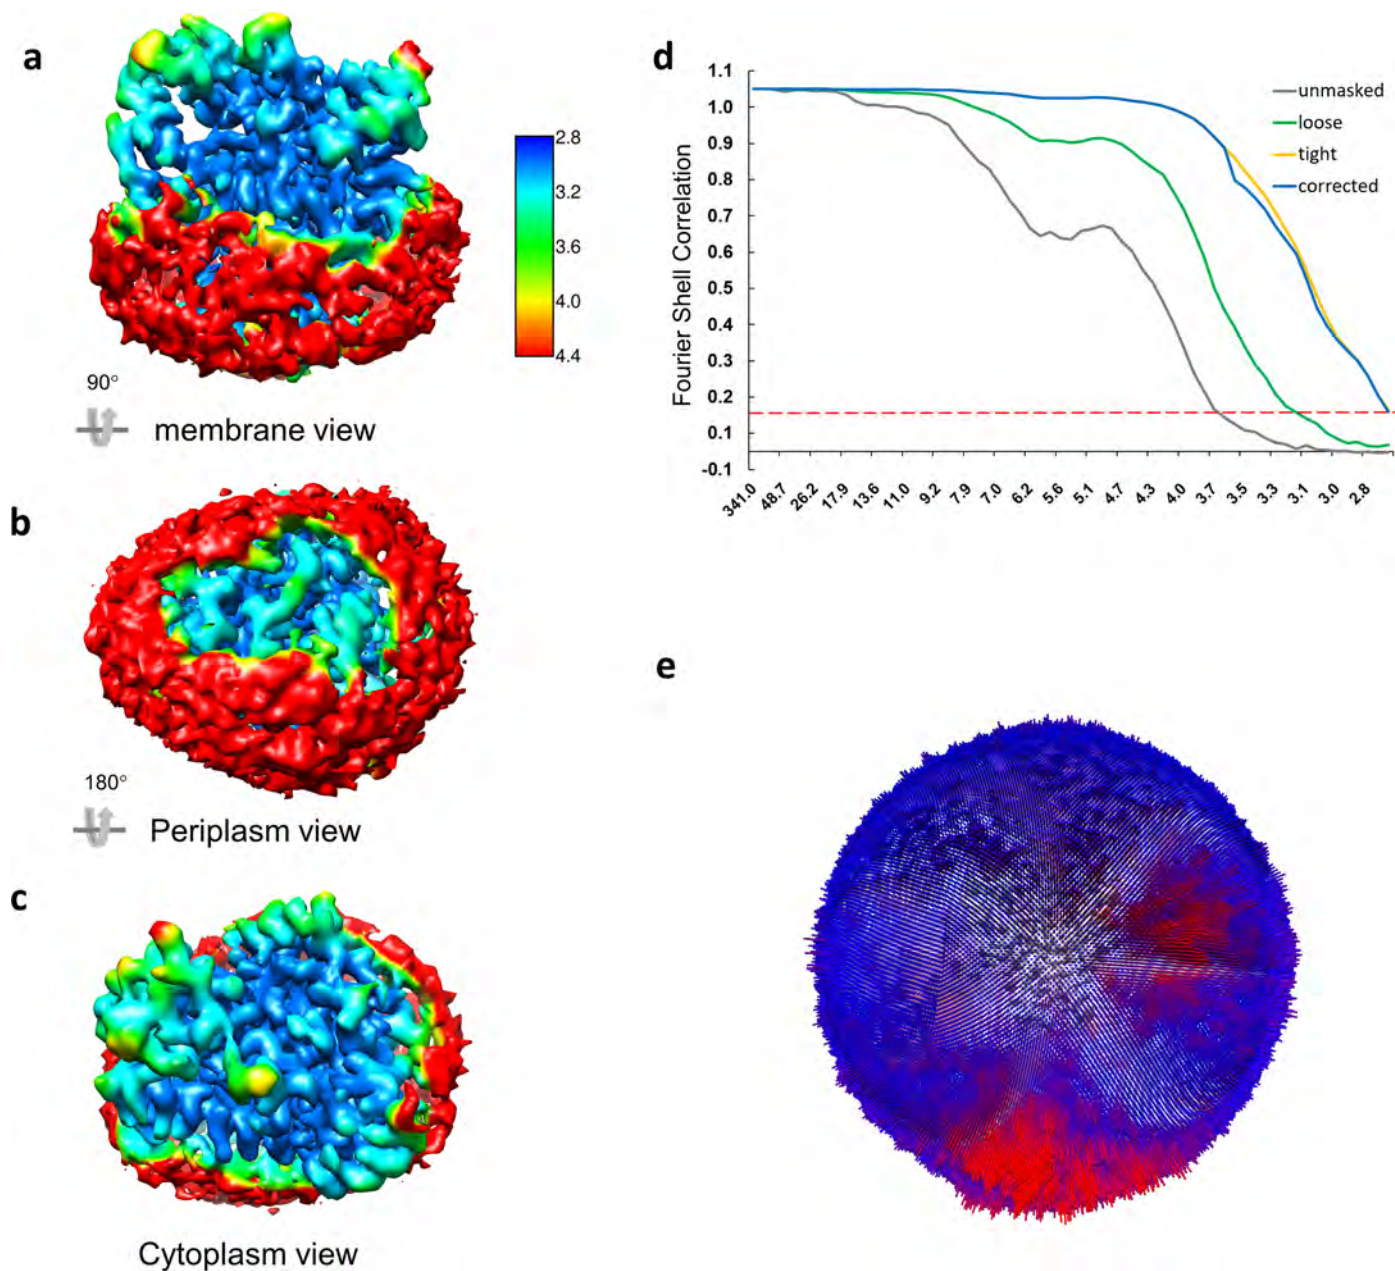 a
2.8
3.2
3.6
4.0
4.4
90°
membrane view
b
180°
Periplasm view
c
Cytoplasm view
d
1.1
1.0
0.9
0.8
0.7
0.6
0.5
0.4
0.3
0.2
0.1
-0.1
Fourier Shell Correlation
unmasked
loose
tight
corrected
341.0 48.7 26.2 17.9 13.6 11.0 9.2 7.9 7.0 6.2 5.6 5.1 4.7 4.3 4.0 3.7 3.5 3.3 3.1 3.0 2.8
e